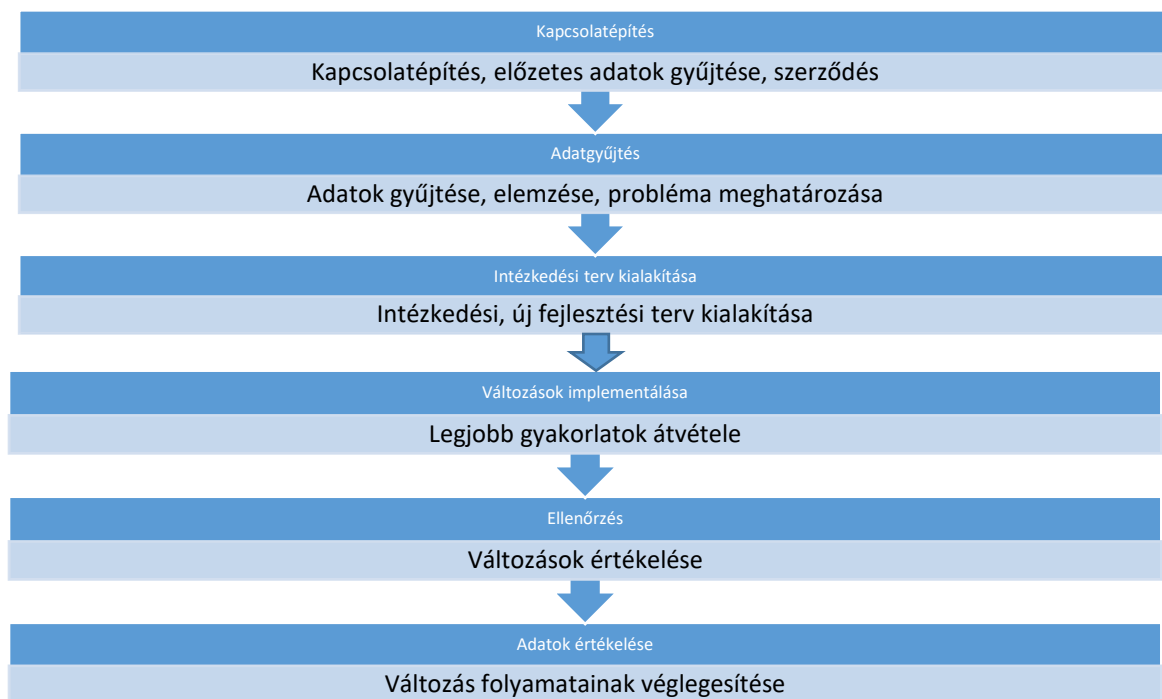 Kapcsolatépítés
Kapcsolatépítés, előzetes adatok gyűjtése, szerződés
Adatgyűjtés
Adatok gyűjtése, elemzése, probléma meghatározása
Intézkedési terv kialakítása
Intézkedési, új fejlesztési terv kialakítása
Változások implementálása
Legjobb gyakorlatok átvétele
Ellenőrzés
Változások értékelése
Adatok értékelése
Változás folyamatainak véglegesítése